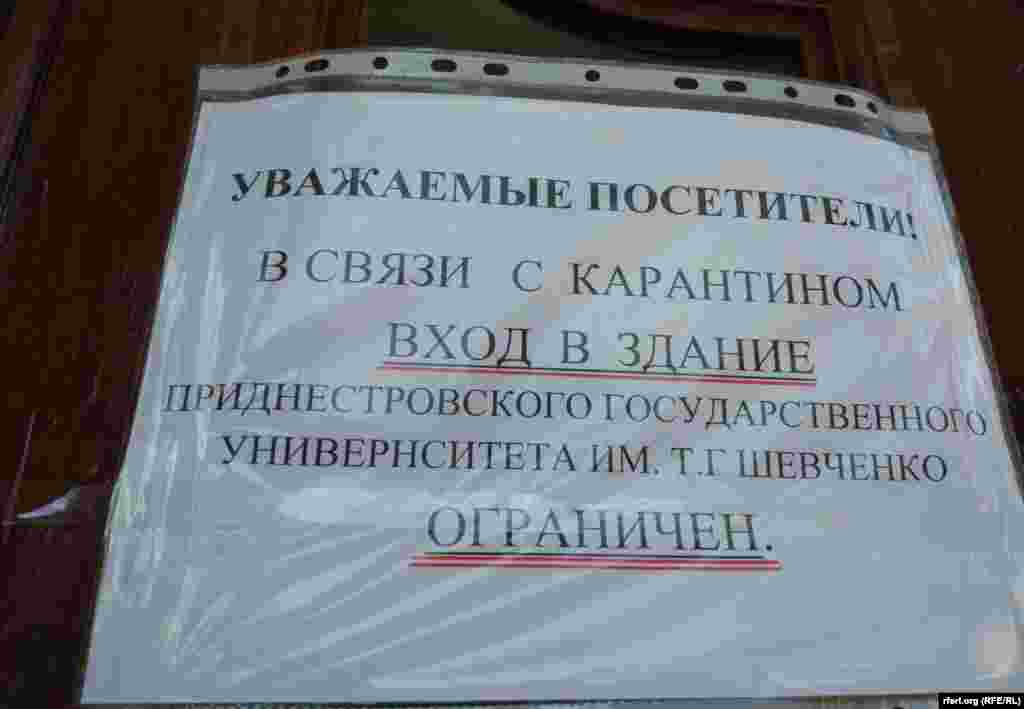 УВАЖАЕМЫЕ ПОСЕТИТЕЛИ!
В СВЯЗИ С КАРАНТИНОМ
ВХОД В ЗДАНИЕ
ПРИДНЕСТРОВСКОГО ГОСУДАРСТВЕННОГО
УНИВЕРНСИТЕТА ИМ. Т.Г ШЕВЧЕНКО
ОГРАНИЧЕН.
rferl.org (RFE/RL)